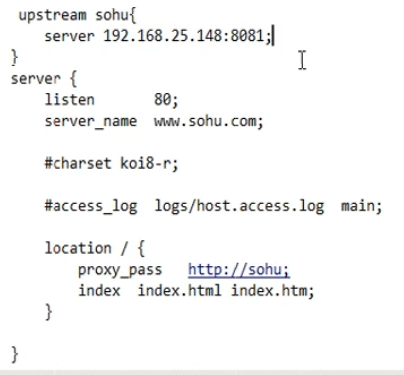 upstream sohu{
server 192.168.25.148:8081;
}
server {
listen 80;
server_name www.sohu.com;
#charset koi8-r;
#access_log logs/host.access.log main;
location / {
proxy_pass http://sohu;
index index.html index.htm;
}
}